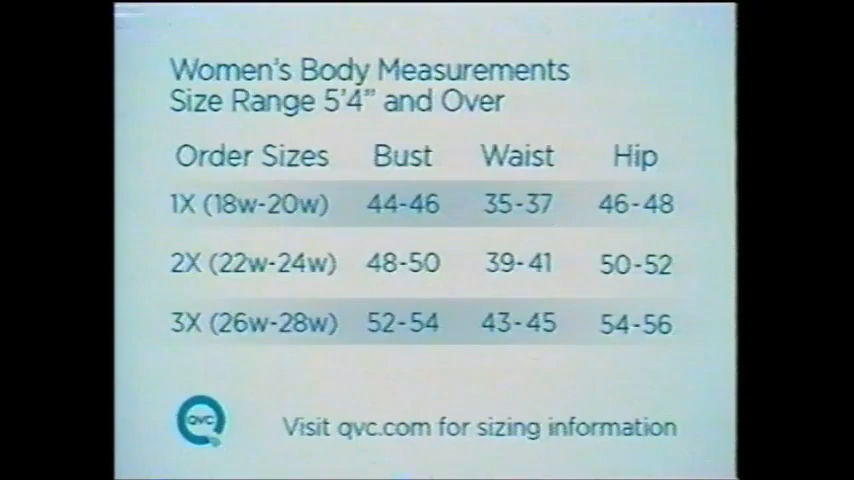 Women's Body Measurements
Size Range 5'4" and Over
Order Sizes Bust Waist Hip
1X (18w-20w) 44-46 35-37 46-48
2X (22w-24w) 48-50 39-41 50-52
3X (26w-28w) 52-54 43-45 54-56
QVC
Visit qvc.com for sizing information